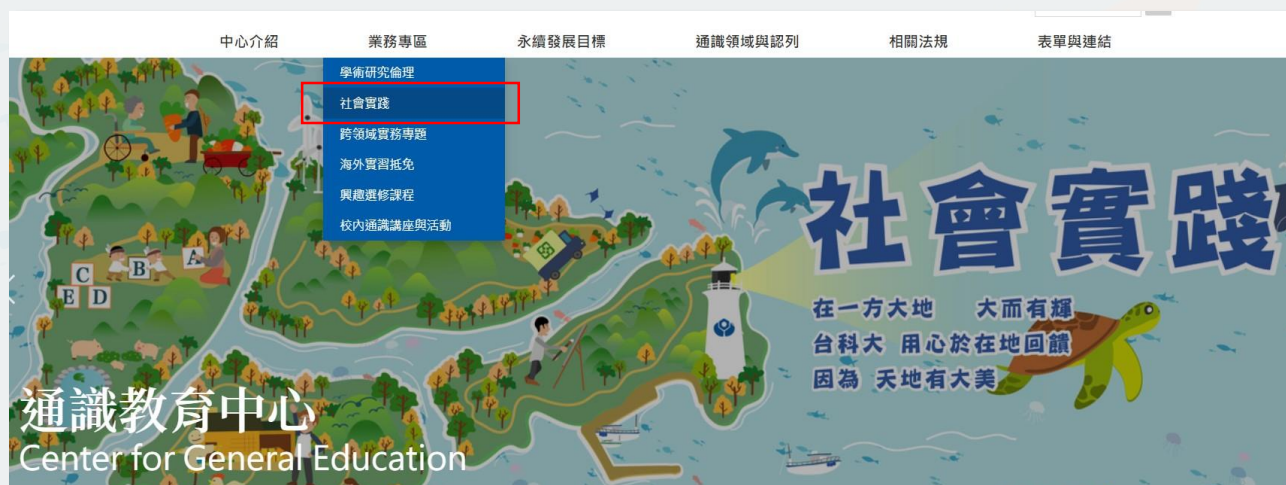 中心介紹 業務專區 永續發展目標 通識領域與認列 相關法規 表單與連結
學術研究倫理
社會實踐
跨領域實務專題
海外實習抵免
興趣選修課程
校內通識講座與活動
社會實踐
在一方大地 大而有輝
台科大 用心於在地回饋
因為 天地有大美
C B A
E D
通識教育中心
Center for General Education